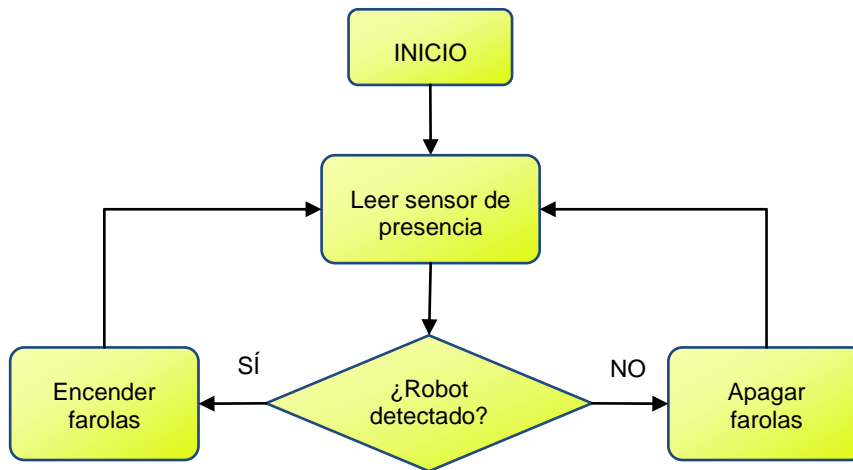 INICIO
Leer sensor de
presencia
SÍ
¿Robot
detectado?
NO
Encender
farolas
Apagar
farolas